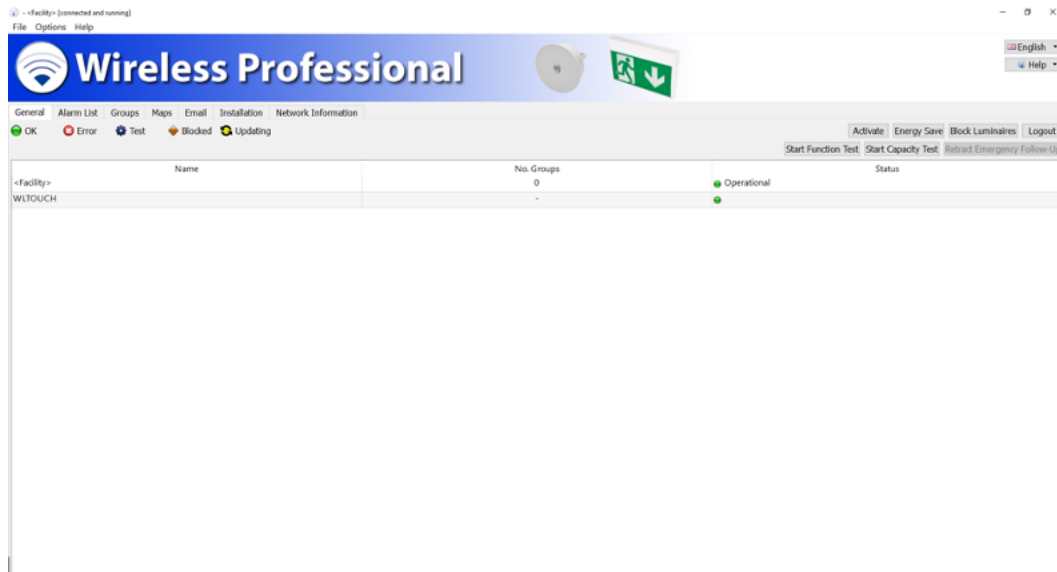 - <Facility> [connected and running]
File Options Help
Wireless Professional
English
Help
General Alarm List Groups Maps Email Installation Network Information
OK Error Test Blocked Updating
Activate Energy Save Block Luminaires Logout
Start Function Test Start Capacity Test Retract Emergency Follow-U
Name No. Groups Status
<Facility> 0 Operational
WLTOUCH -